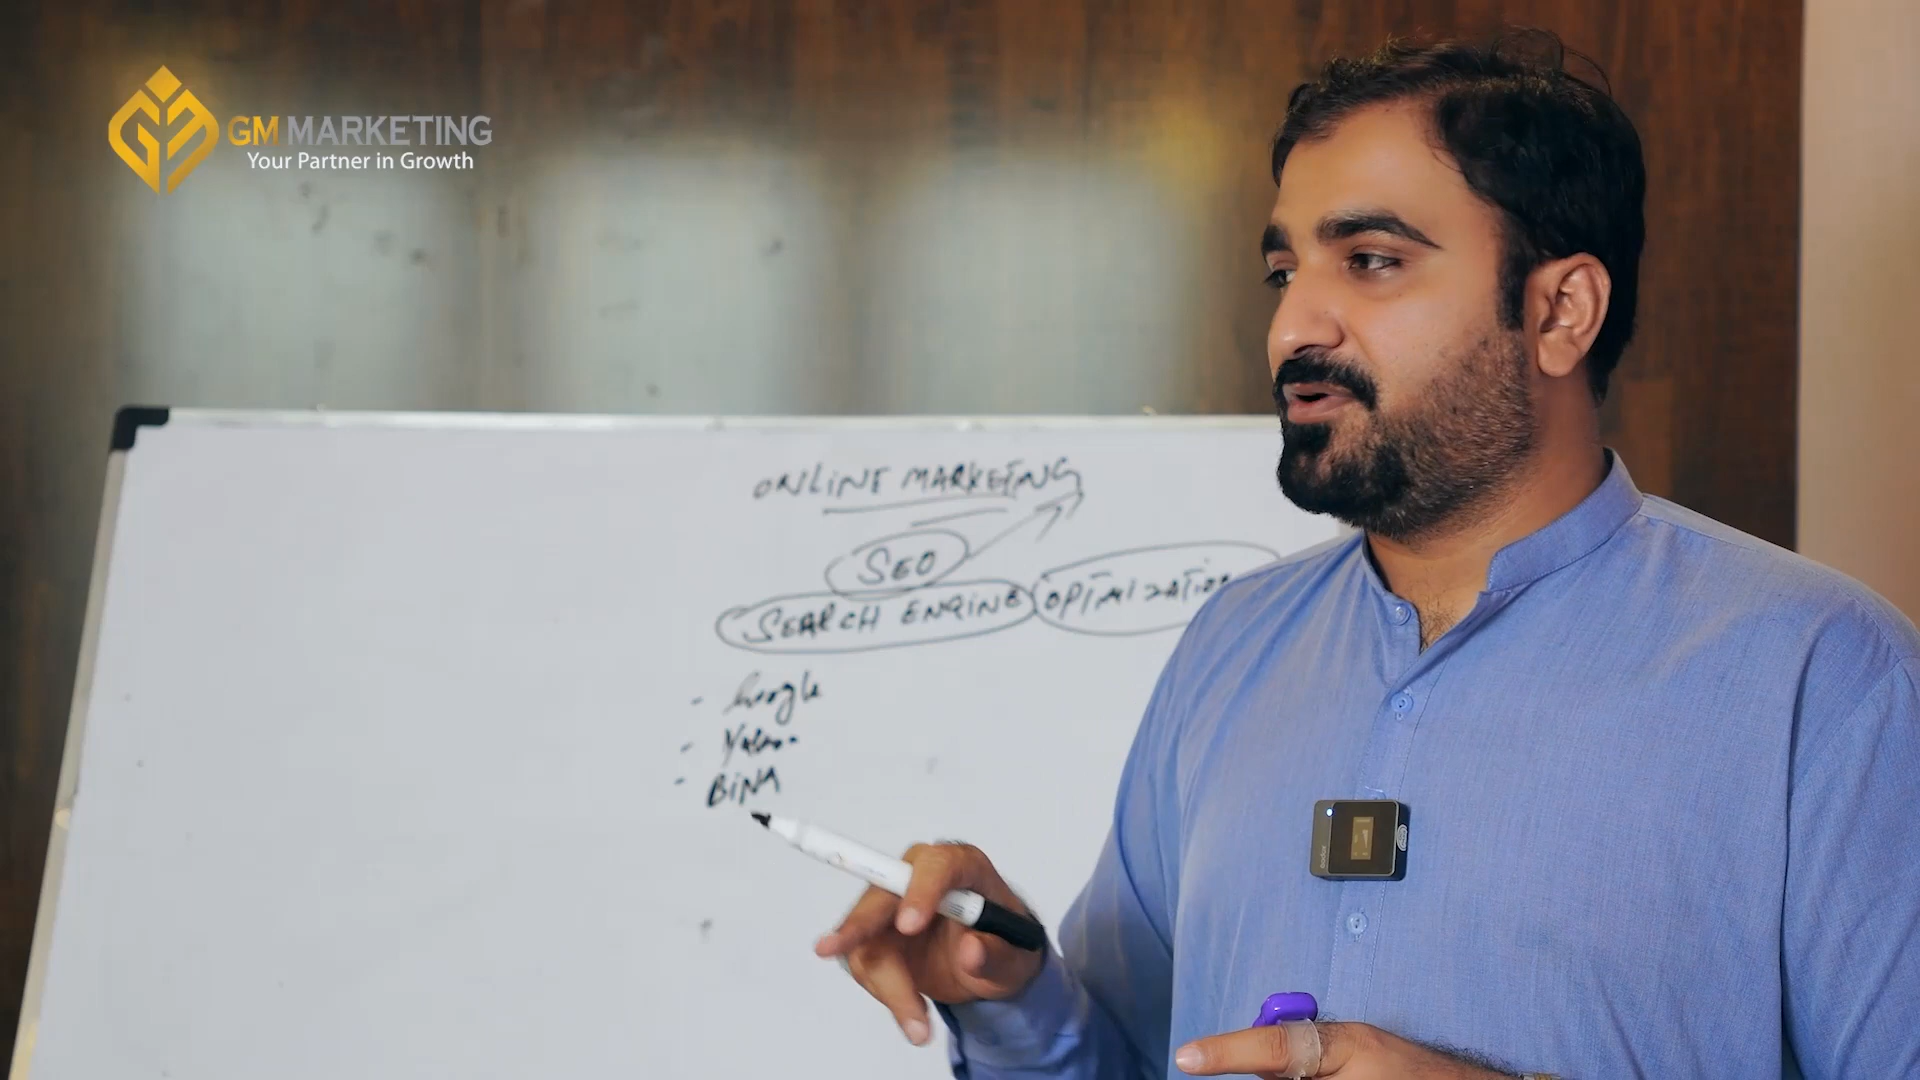 GM MARKETING
Your Partner in Growth
ONLINE MARKETING
SEO
SEARCH ENGINE OPTIMIZATION
- Google
- Yahoo
- BING